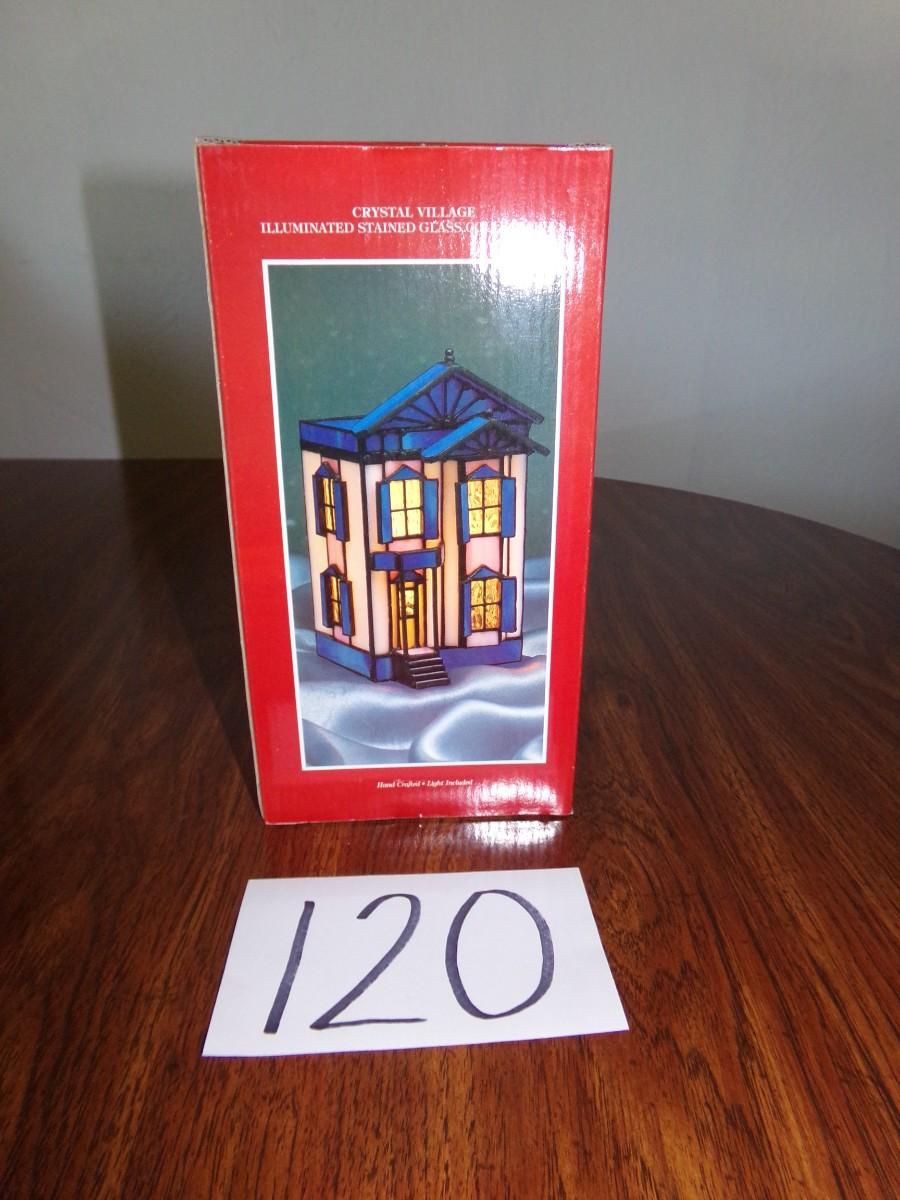 CRYSTAL VILLAGE
ILLUMINATED STAINED GLASS
Hand Crafted • Light Included
120